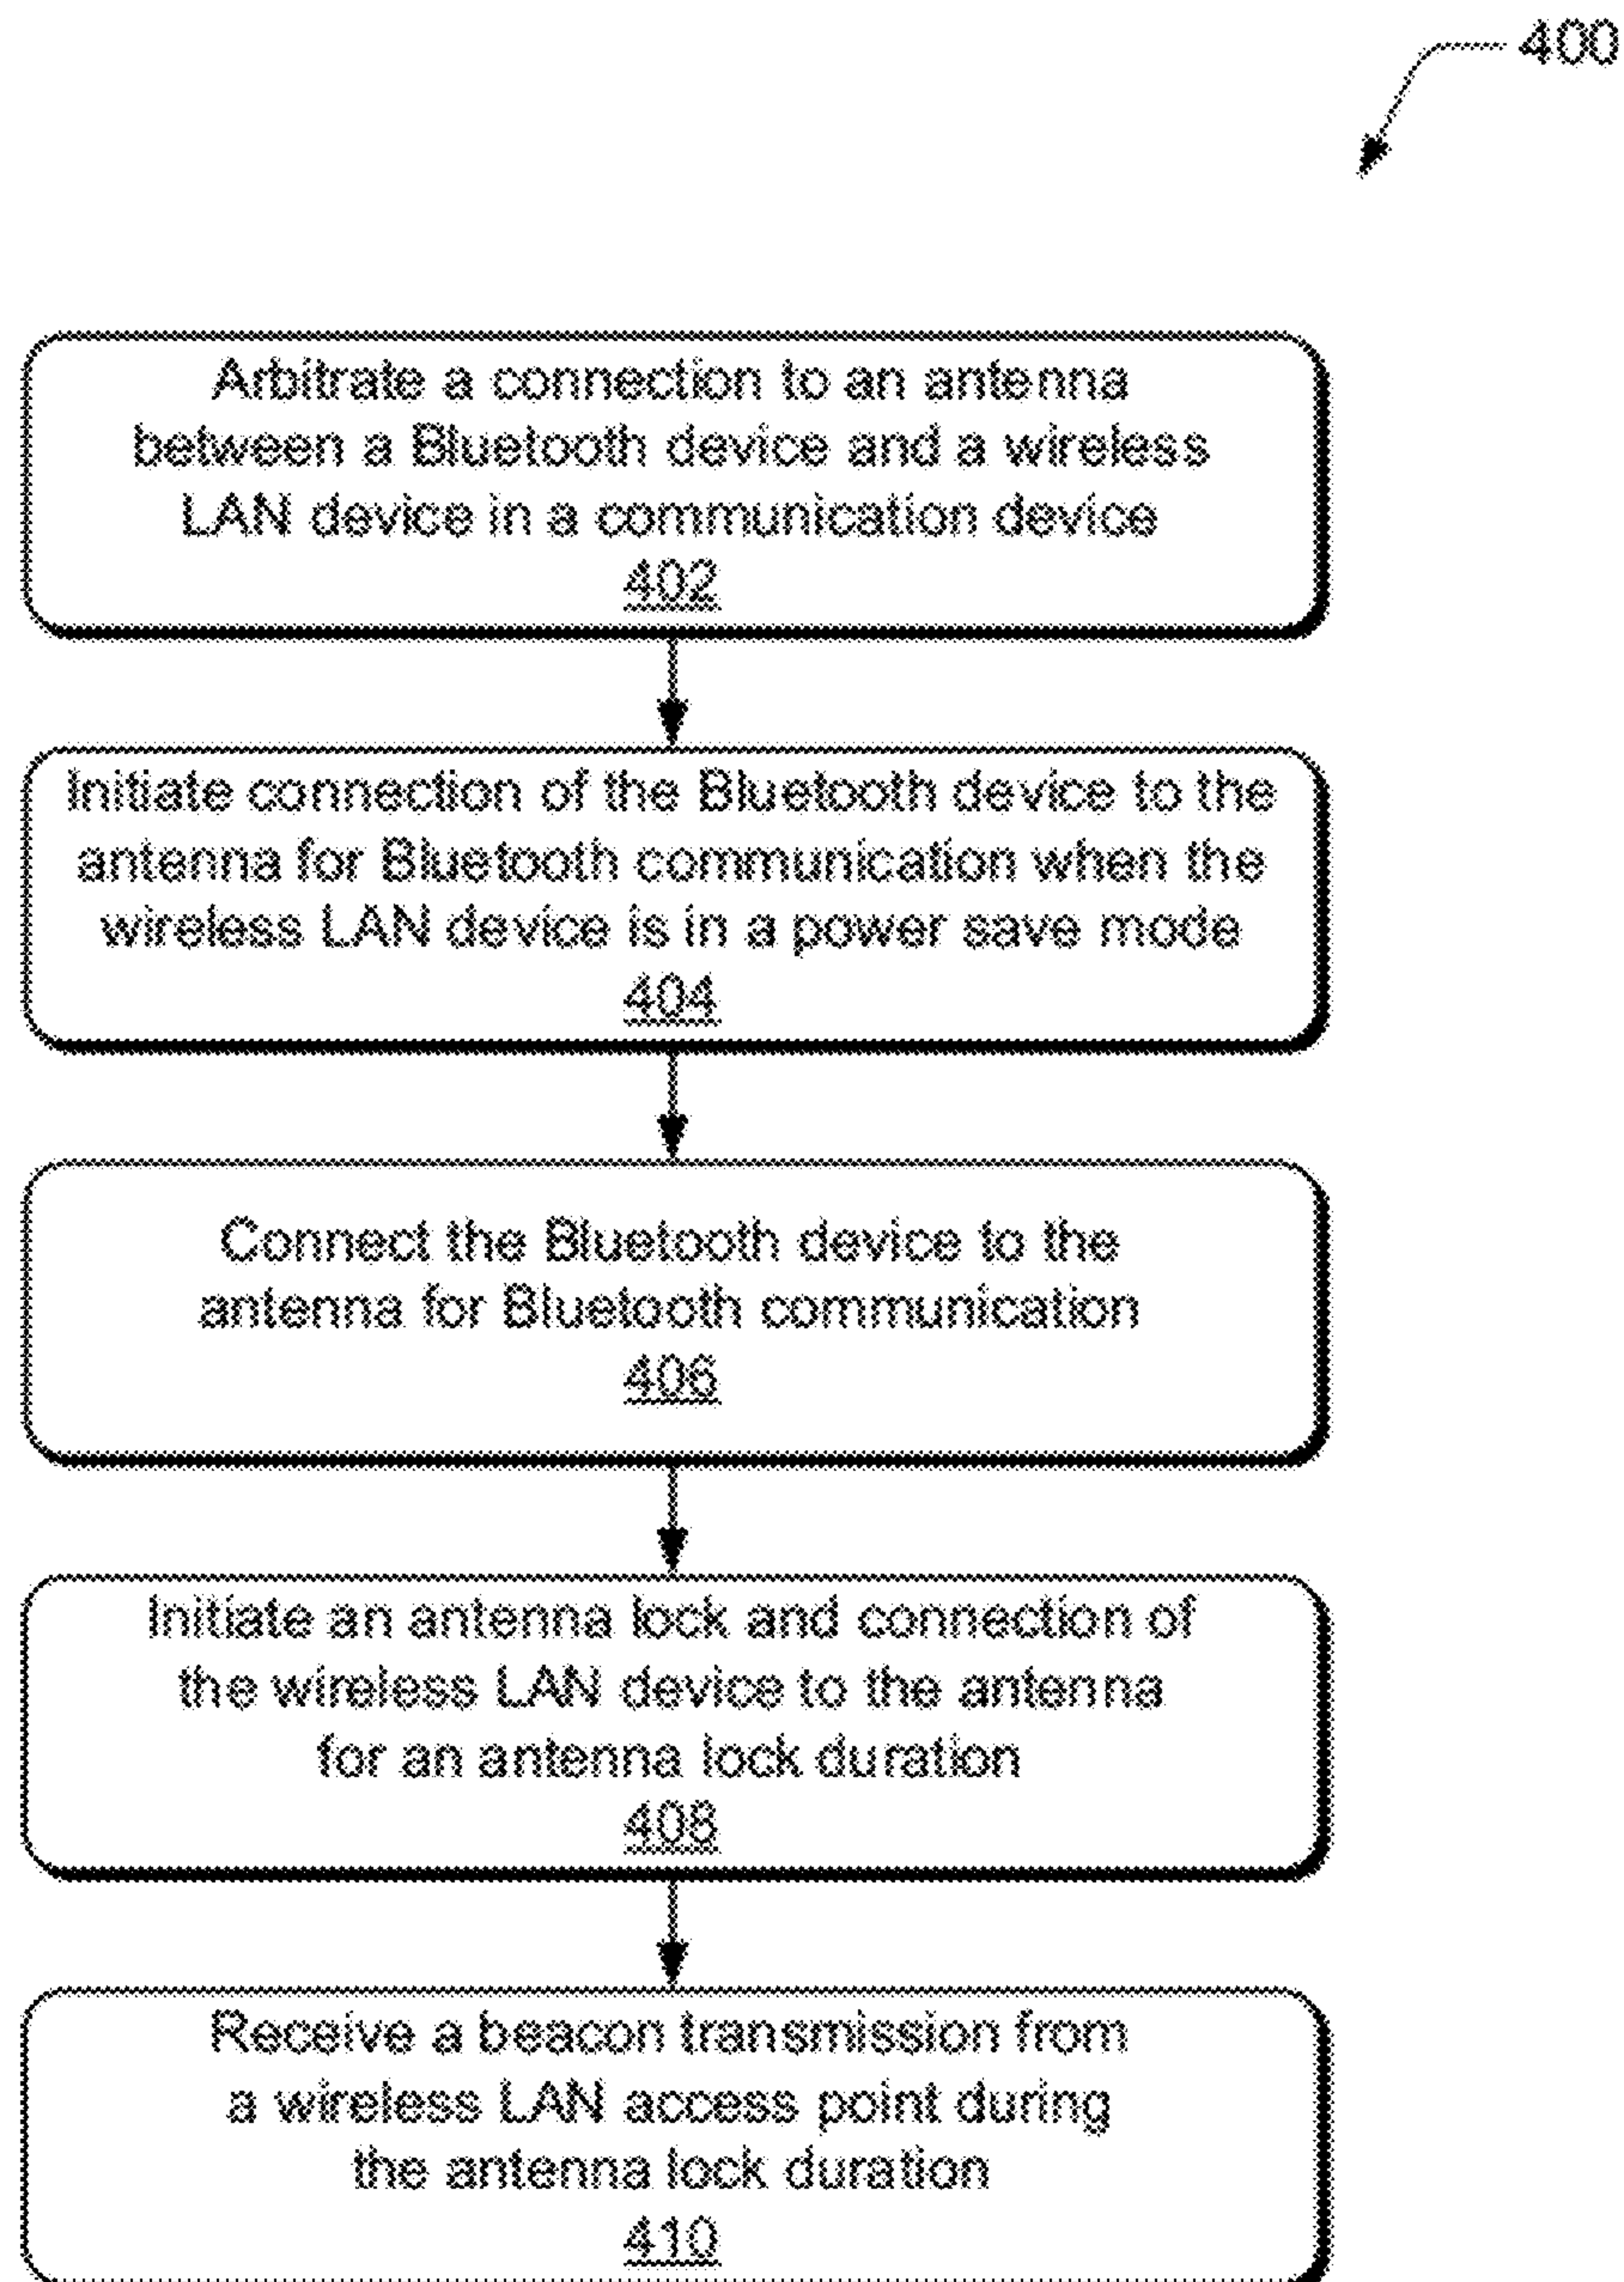 400
Arbitrate a connection to an antenna
between a Bluetooth device and a wireless
LAN device in a communication device
402
Initiate connection of the Bluetooth device to the
antenna for Bluetooth communication when the
wireless LAN device is in a power save mode
404
Connect the Bluetooth device to the
antenna for Bluetooth communication
406
Initiate an antenna lock and connection of
the wireless LAN device to the antenna
for an antenna lock duration
408
Receive a beacon transmission from
a wireless LAN access point during
the antenna lock duration
410